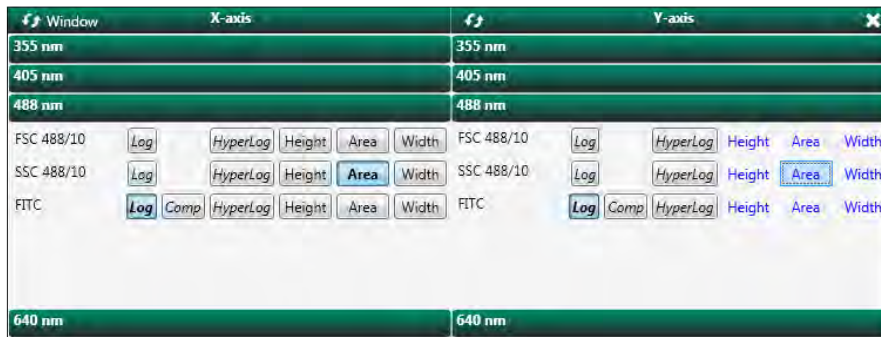 Window X-axis Y-axis
355 nm 355 nm
405 nm 405 nm
488 nm 488 nm
FSC 488/10 Log HyperLog Height Area Width FSC 488/10 Log HyperLog Height Area Width
SSC 488/10 Log HyperLog Height Area Width SSC 488/10 Log HyperLog Height Area Width
FITC Log Comp HyperLog Height Area Width FITC Log Comp HyperLog Height Area Width
640 nm 640 nm